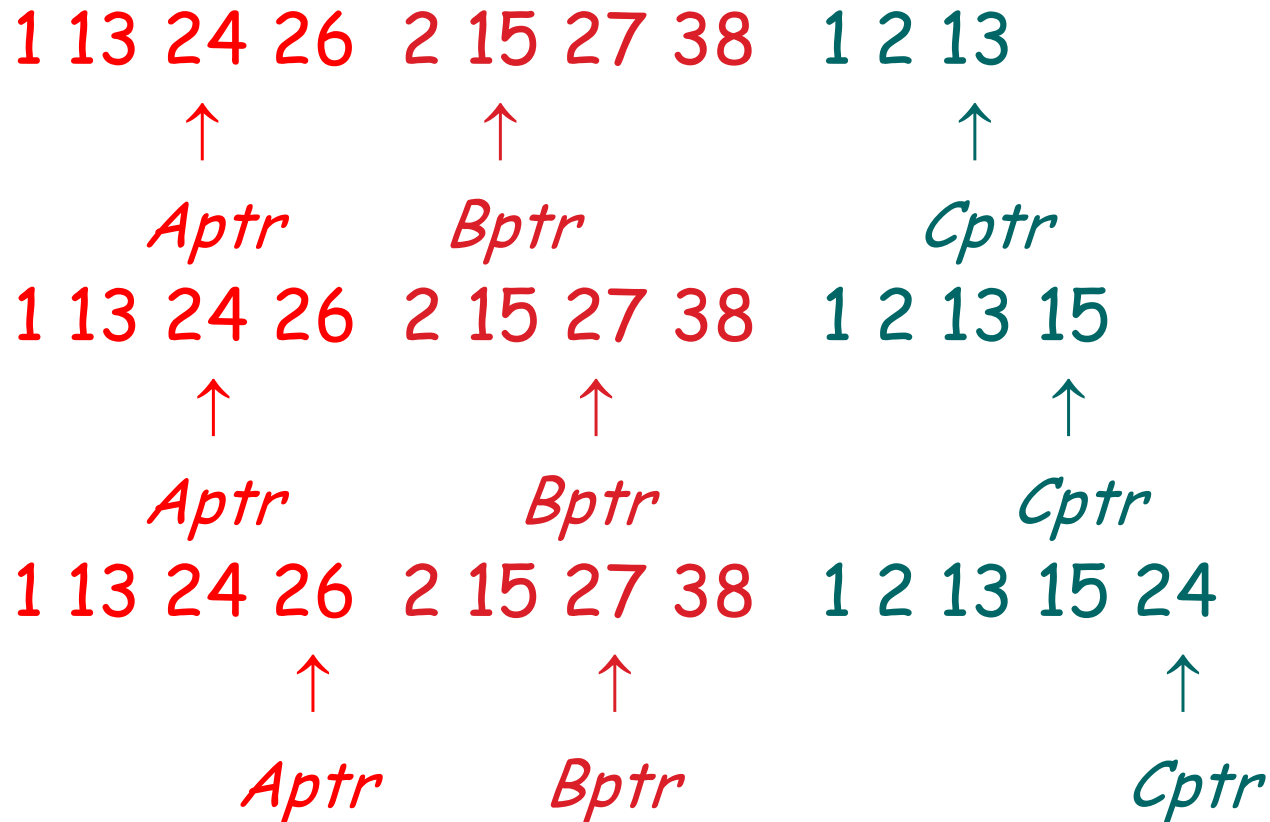 1 13 24 26 2 15 27 38 1 2 13
↑ ↑ ↑
Aptr Bptr Cptr
1 13 24 26 2 15 27 38 1 2 13 15
↑ ↑ ↑
Aptr Bptr Cptr
1 13 24 26 2 15 27 38 1 2 13 15 24
↑ ↑ ↑
Aptr Bptr Cptr